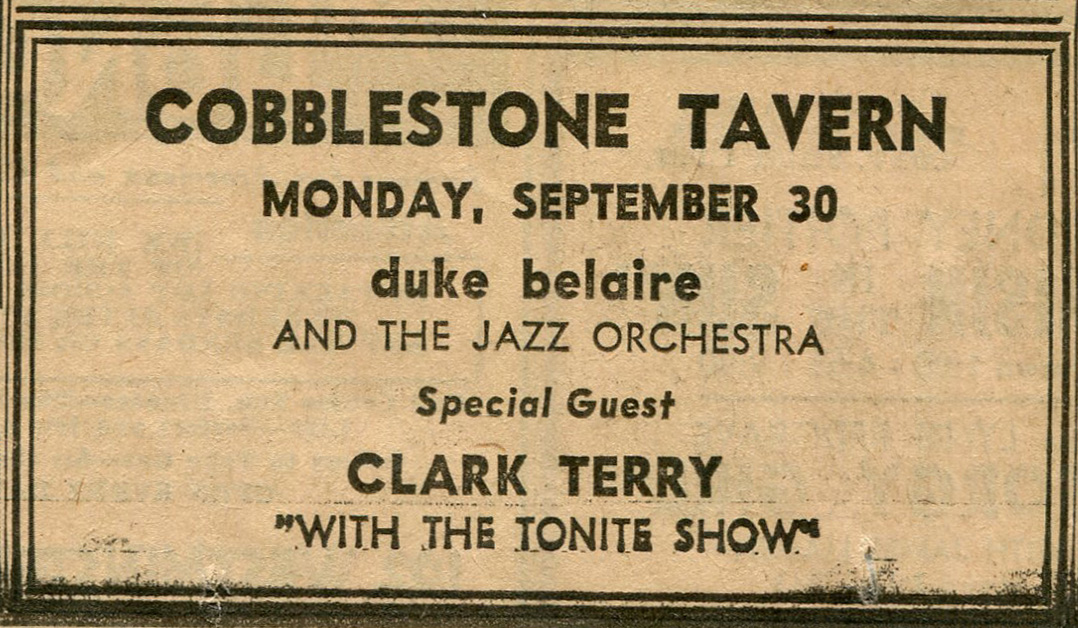 COBBLESTONE TAVERN
MONDAY, SEPTEMBER 30
duke belaire
AND THE JAZZ ORCHESTRA
Special Guest
CLARK TERRY
"WITH THE TONITE SHOW"